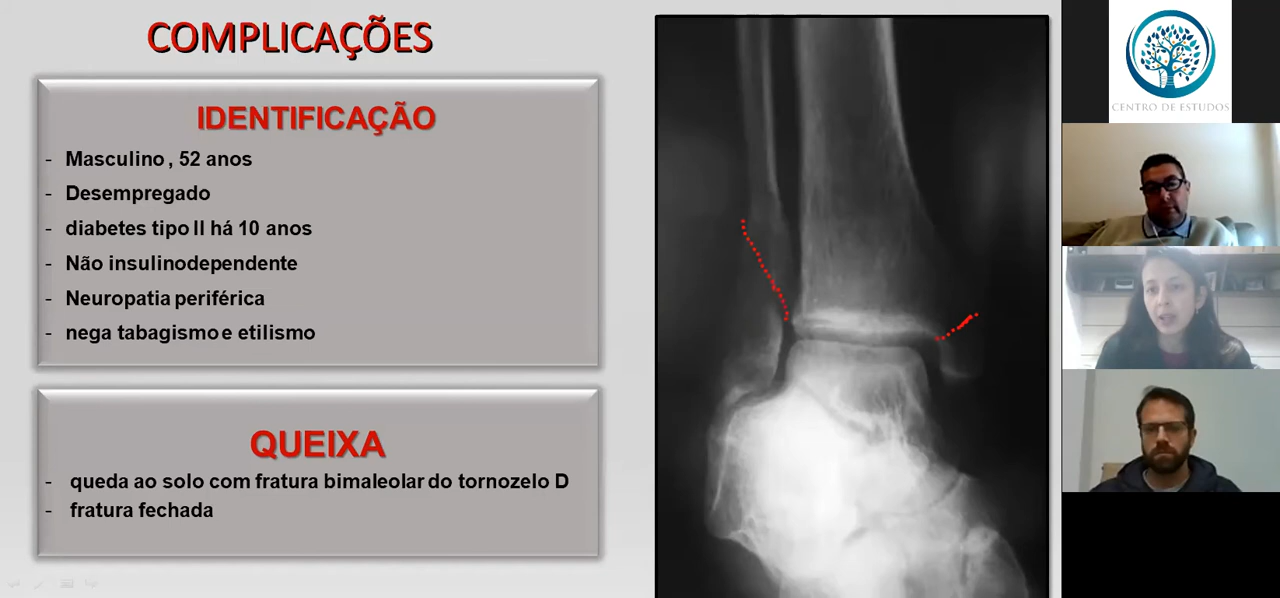 COMPLICAÇÕES
IDENTIFICAÇÃO
- Masculino , 52 anos
- Desempregado
- diabetes tipo II há 10 anos
- Não insulinodependente
- Neuropatia periférica
- nega tabagismo e etilismo
QUEIXA
- queda ao solo com fratura bimaleolar do tornozelo D
- fratura fechada
CENTRO DE ESTUDOS